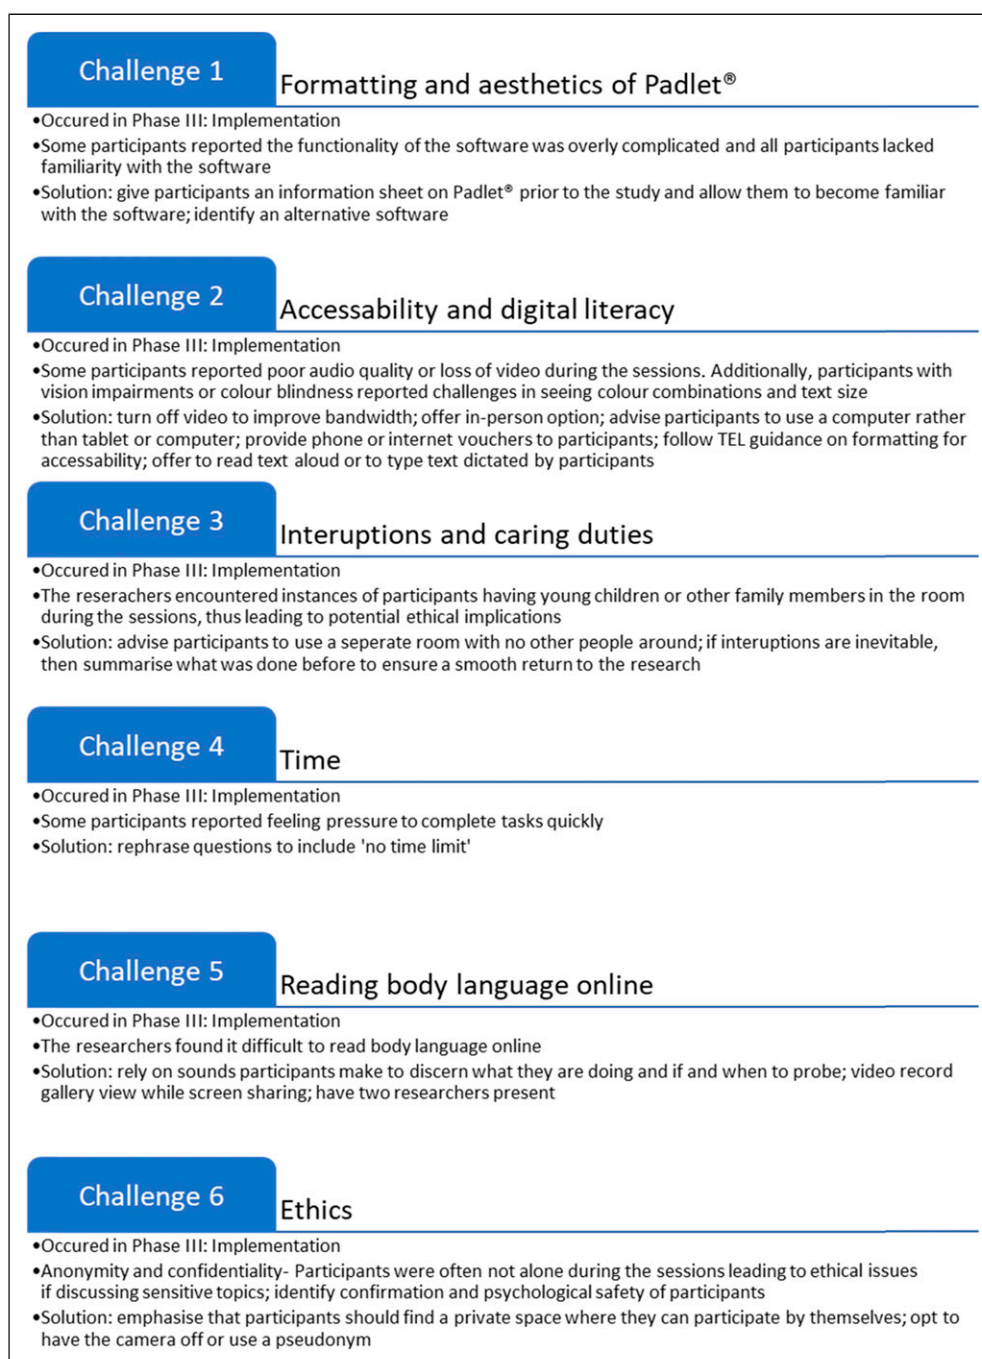 Challenge 1
Formatting and aesthetics of Padlet®
•Occured in Phase III: Implementation
•Some participants reported the functionality of the software was overly complicated and all participants lacked
familiarity with the software
•Solution: give participants an information sheet on Padlet® prior to the study and allow them to become familiar
with the software; identify an alternative software
Challenge 2
Accessability and digital literacy
•Occured in Phase III: Implementation
•Some participants reported poor audio quality or loss of video during the sessions. Additionally, participants with
vision impairments or colour blindness reported challenges in seeing colour combinations and text size
•Solution: turn off video to improve bandwidth; offer in-person option; advise participants to use a computer rather
than tablet or computer; provide phone or internet vouchers to participants; follow TEL guidance on formatting for
accessability; offer to read text aloud or to type text dictated by participants
Challenge 3
Interuptions and caring duties
•Occured in Phase III: Implementation
•The reserachers encountered instances of participants having young children or other family members in the room
during the sessions, thus leading to potential ethical implications
•Solution: advise participants to use a seperate room with no other people around; if interuptions are inevitable,
then summarise what was done before to ensure a smooth return to the research
Challenge 4
Time
•Occured in Phase III: Implementation
•Some participants reported feeling pressure to complete tasks quickly
•Solution: rephrase questions to include 'no time limit'
Challenge 5
Reading body language online
•Occured in Phase III: Implementation
•The researchers found it difficult to read body language online
•Solution: rely on sounds participants make to discern what they are doing and if and when to probe; video record
gallery view while screen sharing; have two researchers present
Challenge 6
Ethics
•Occured in Phase III: Implementation
•Anonymity and confidentiality- Participants were often not alone during the sessions leading to ethical issues
if discussing sensitive topics; identify confirmation and psychological safety of participants
•Solution: emphasise that participants should find a private space where they can participate by themselves; opt to
have the camera off or use a pseudonym